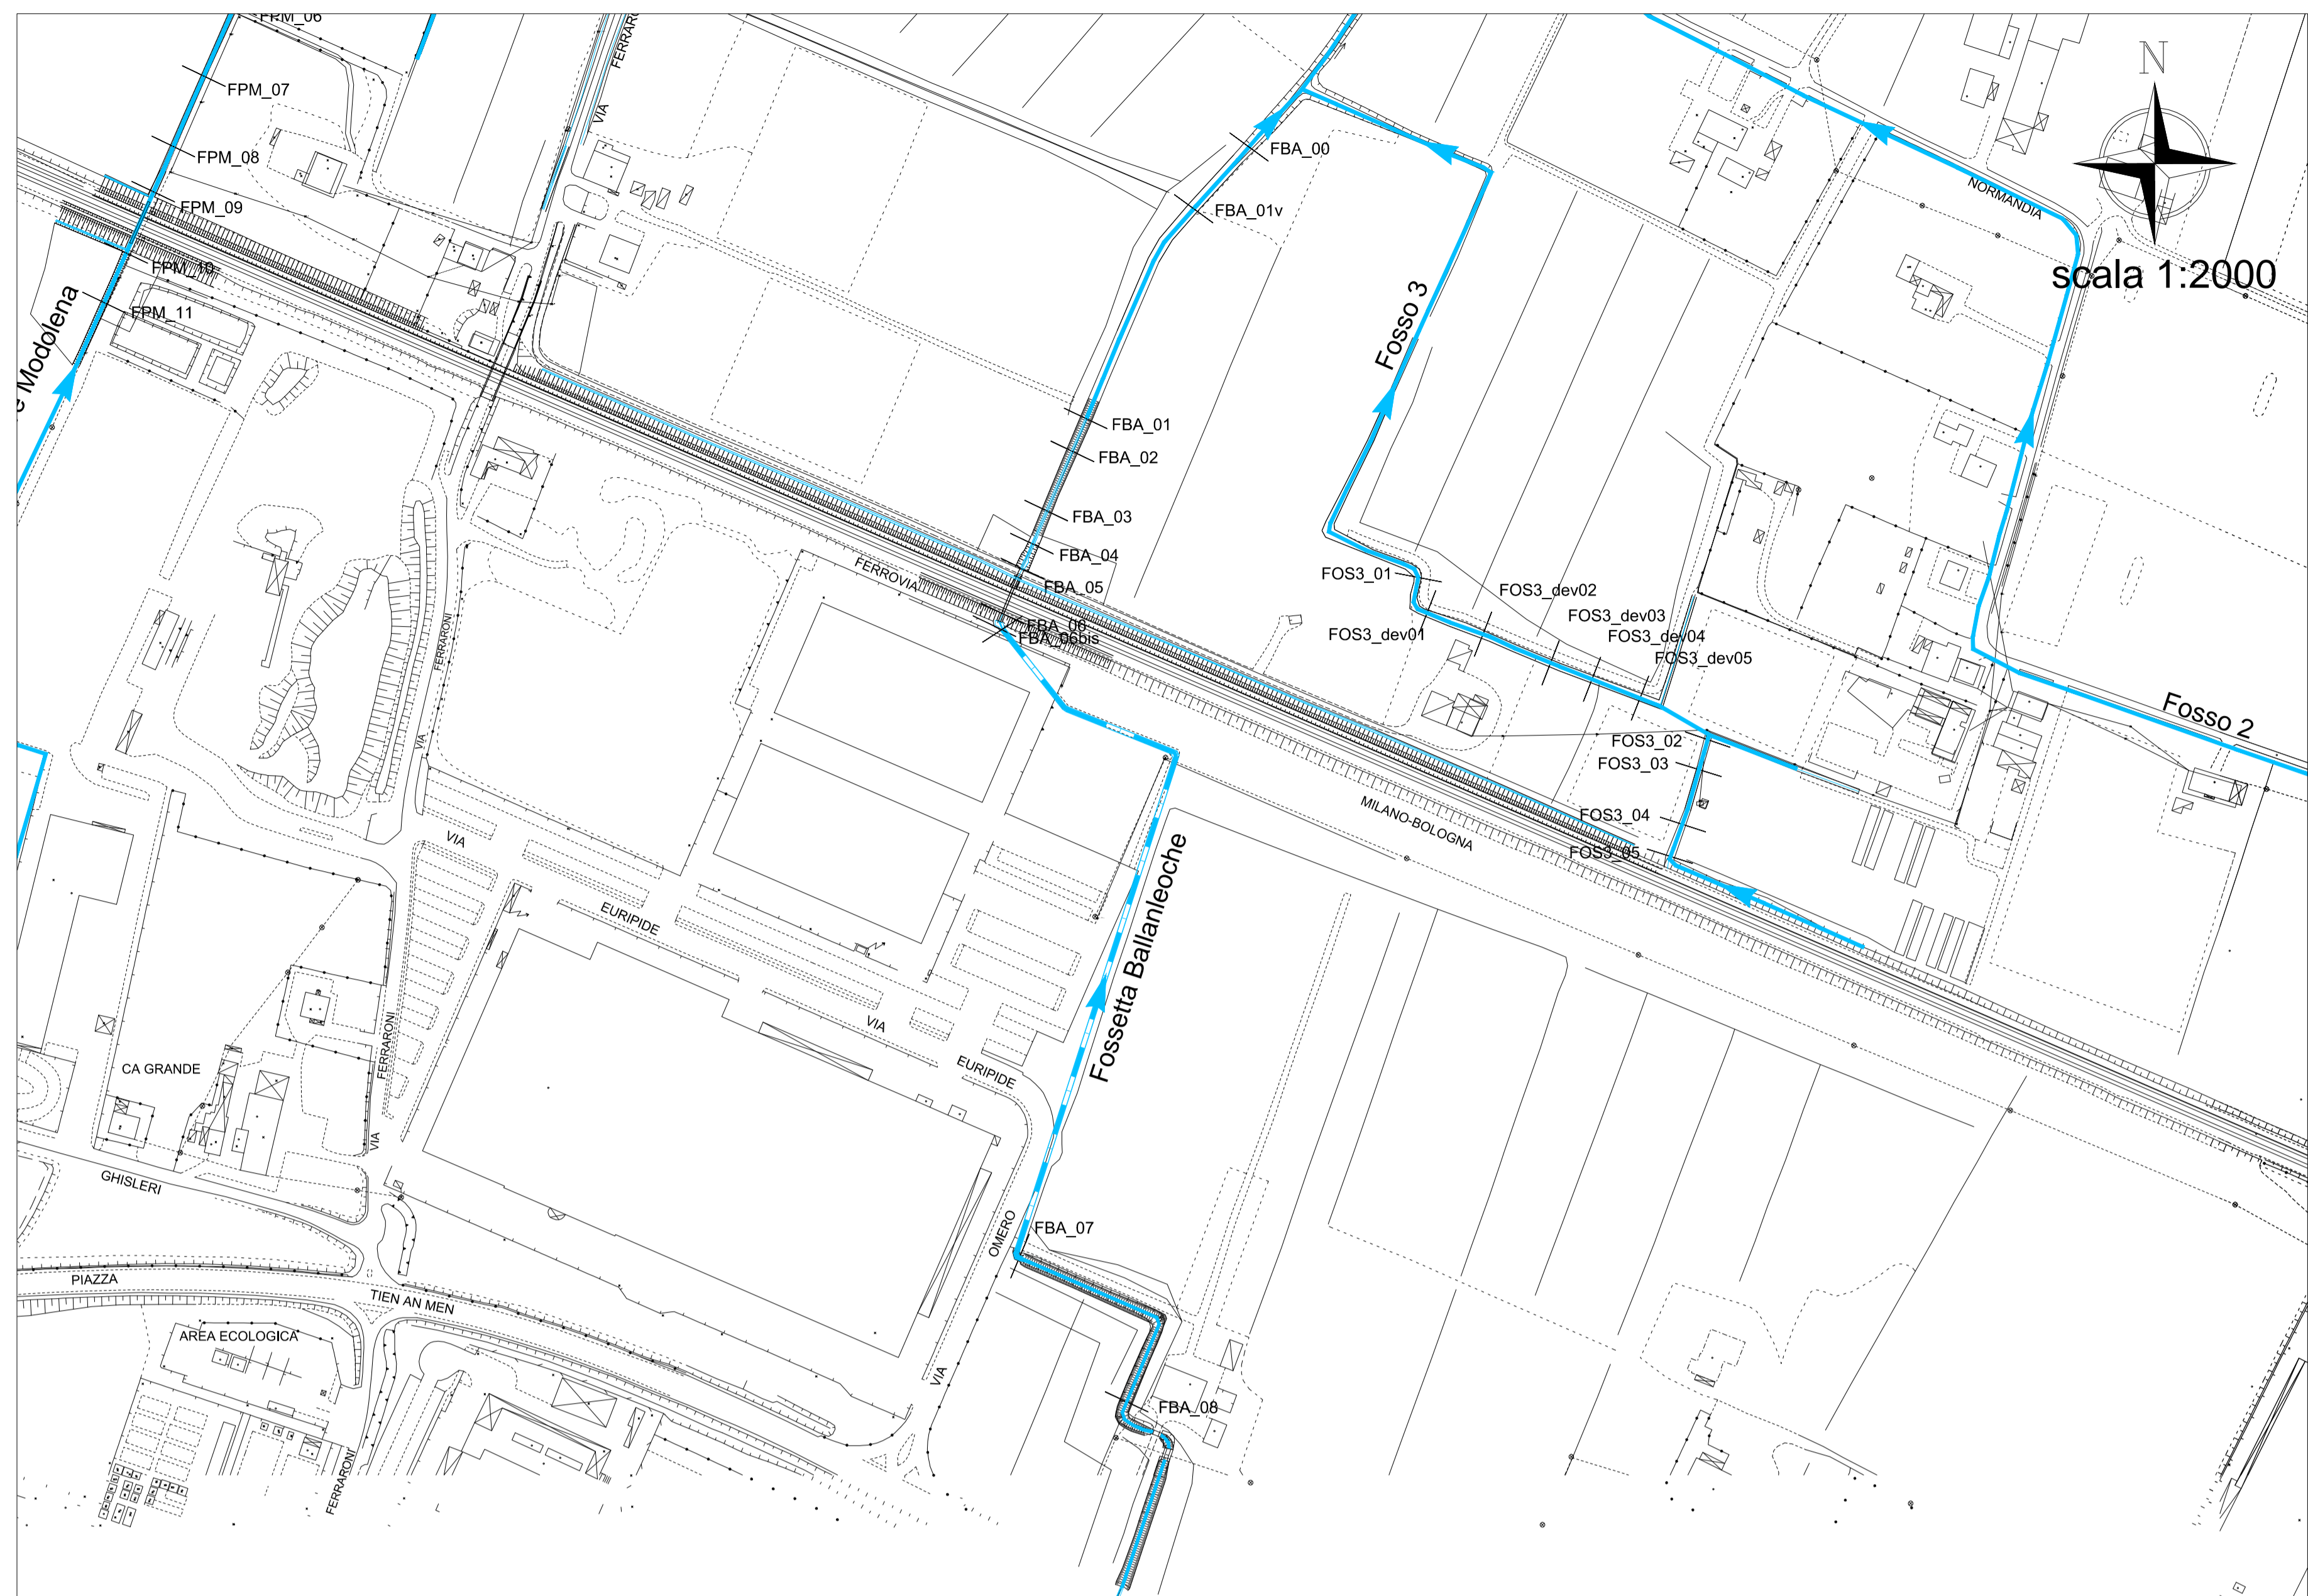 FRM_06
FERRARO
VIA
FPM_07
FPM_08
FPM_09
FPM_10
FPM_11
e Modolena
FBA_00
FBA_01v
N
NORMANDIA
scala 1:2000
Fosso 3
FBA_01
FBA_02
FBA_03
FBA_04
FBA_05
FBA_06
FBA_06bis
FERROVIA
FOS3_01
FOS3_dev01
FOS3_dev02
FOS3_dev03
FOS3_dev04
FOS3_dev05
FOS3_02
FOS3_03
FOS3_04
FOS3_05
Fosso 2
MILANO-BOLOGNA
FERRARONI
VIA
VIA
EURIPIDE
VIA
EURIPIDE
Fossetta Ballanleoche
FERRARONI
VIA
CA GRANDE
GHISLERI
PIAZZA
TIEN AN MEN
AREA ECOLOGICA
FERRARONI
OMERO
VIA
FBA_07
FBA_08